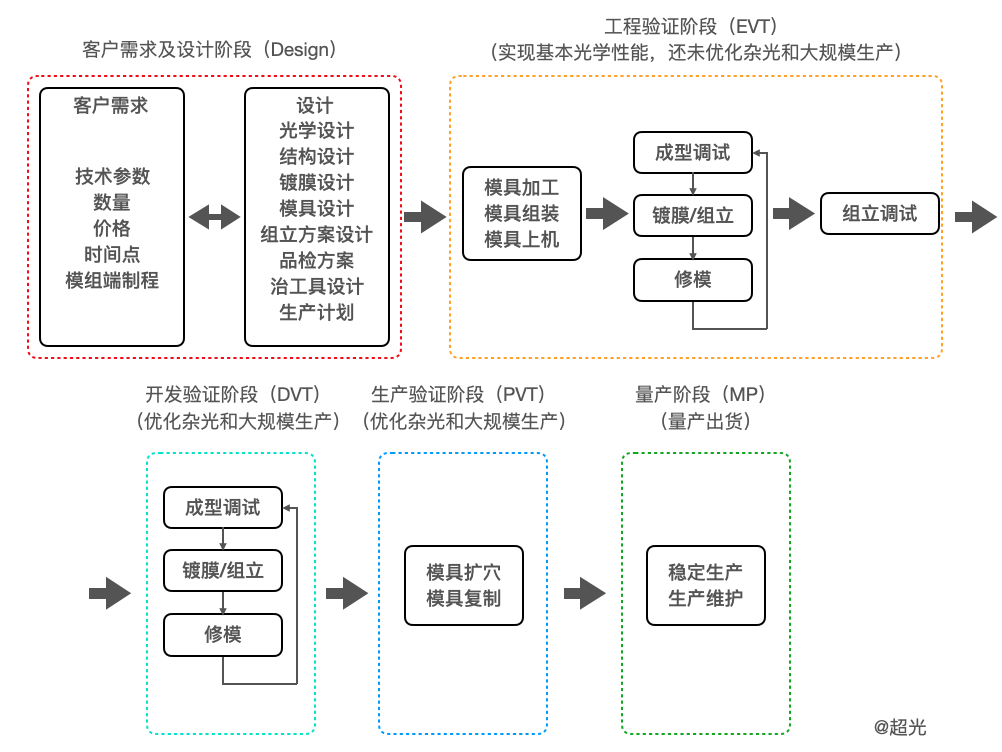 客户需求及设计阶段（Design）
工程验证阶段（EVT）
（实现基本光学性能，还未优化杂光和大规模生产）
客户需求
技术参数
数量
价格
时间点
模组端制程
设计
光学设计
结构设计
镀膜设计
模具设计
组立方案设计
品检方案
治工具设计
生产计划
模具加工
模具组装
模具上机
成型调试
镀膜/组立
修模
组立调试
开发验证阶段（DVT）
（优化杂光和大规模生产）
生产验证阶段（PVT）
（优化杂光和大规模生产）
量产阶段（MP）
（量产出货）
成型调试
镀膜/组立
修模
模具扩穴
模具复制
稳定生产
生产维护
@超光